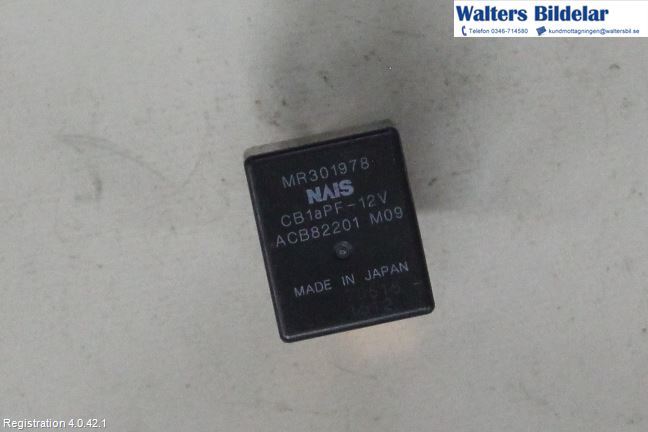 Walters Bildelar
Telefon 0346-714580 kundmottagningen@waltersbil.se
MR301978
NAIS
CB1aPF-12V
ACB82201 M09
MADE IN JAPAN
Registration 4.0.42.1